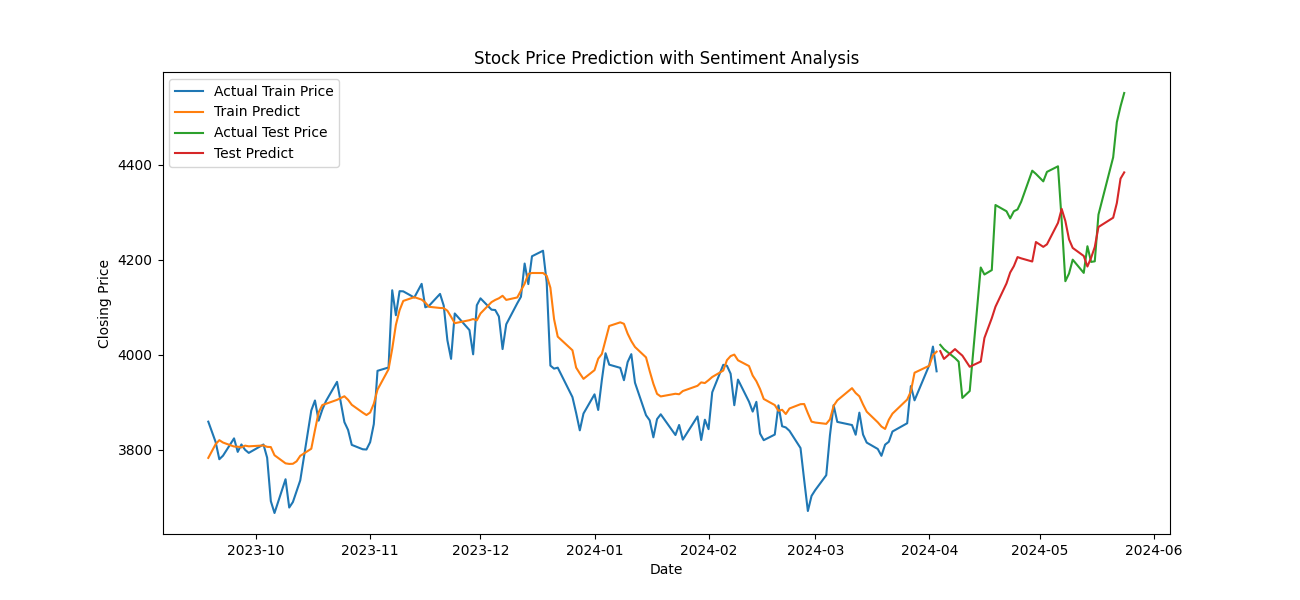 Stock Price Prediction with Sentiment Analysis
Actual Train Price
Train Predict
Actual Test Price
Test Predict
Closing Price
4400
4200
4000
3800
2023-10 2023-11 2023-12 2024-01 2024-02 2024-03 2024-04 2024-05 2024-06
Date